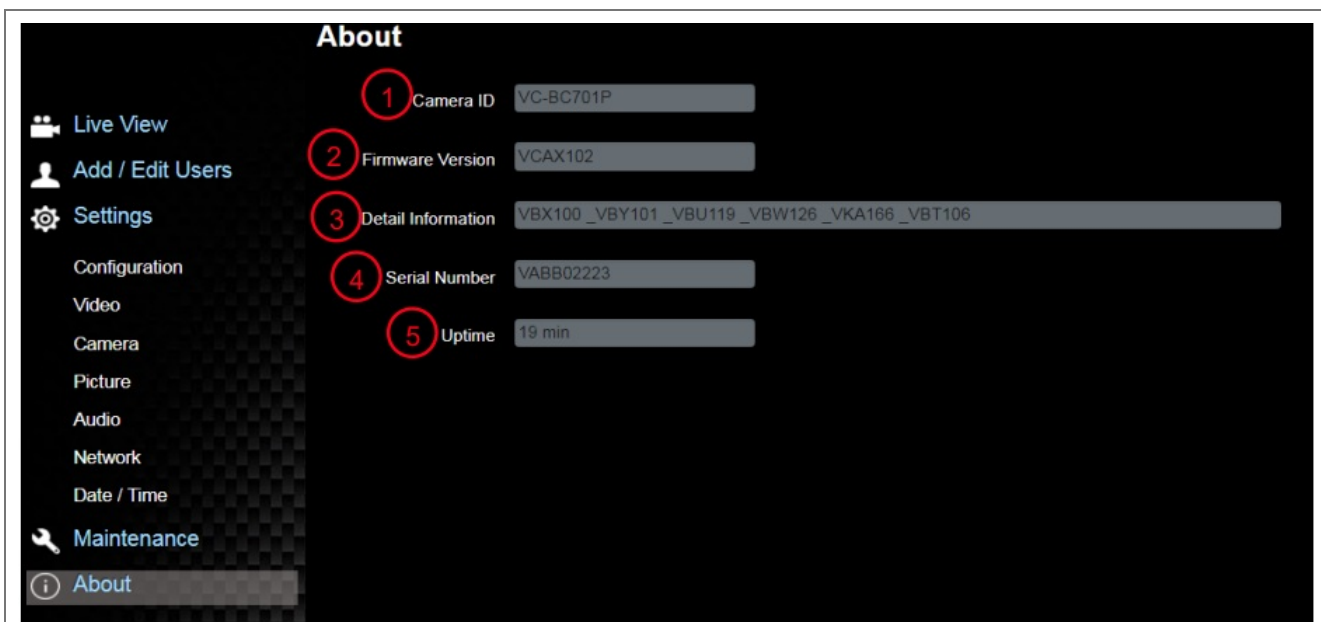 About
Live View
Add / Edit Users
Settings
Configuration
Video
Camera
Picture
Audio
Network
Date / Time
Maintenance
About
1 Camera ID VC-BC701P
2 Firmware Version VCAX102
3 Detail Information VBX100 _VBY101 _VBU119 _VBW126 _VKA166 _VBT106
4 Serial Number VABB02223
5 Uptime 19 min